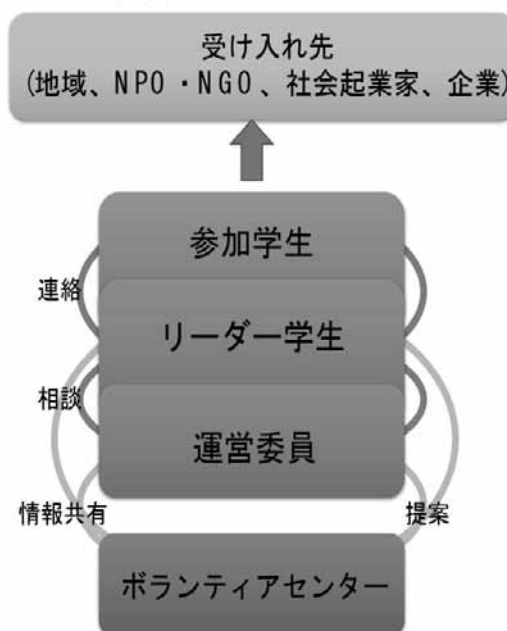 受け入れ先
(地域、NPO・NGO、社会起業家、企業)
参加学生
連絡
リーダー学生
相談
運営委員
情報共有
提案
ボランティアセンター